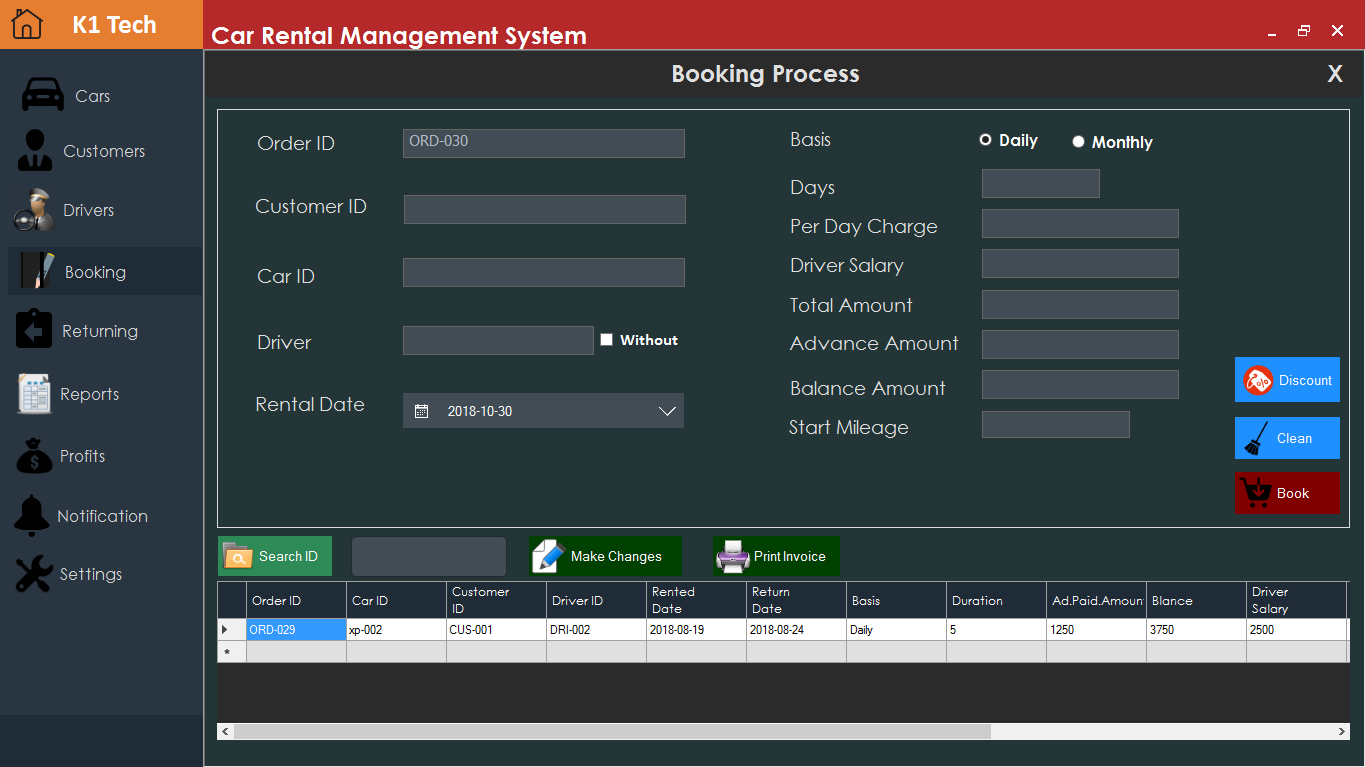 K1 Tech
Car Rental Management System
Booking Process
X
Cars
Customers
Drivers
Booking
Returning
Reports
Profits
Notification
Settings
Order ID
ORD-030
Customer ID
Car ID
Driver
Without
Rental Date
2018-10-30
Basis
Daily
Monthly
Days
Per Day Charge
Driver Salary
Total Amount
Advance Amount
Balance Amount
Start Mileage
Discount
Clean
Book
Search ID
Make Changes
Print Invoice
Order ID Car ID Customer ID Driver ID Rented Date Return Date Basis Duration Ad.Paid.Amoun Blance Driver Salary
ORD-029 xp-002 CUS-001 DRI-002 2018-08-19 2018-08-24 Daily 5 1250 3750 2500